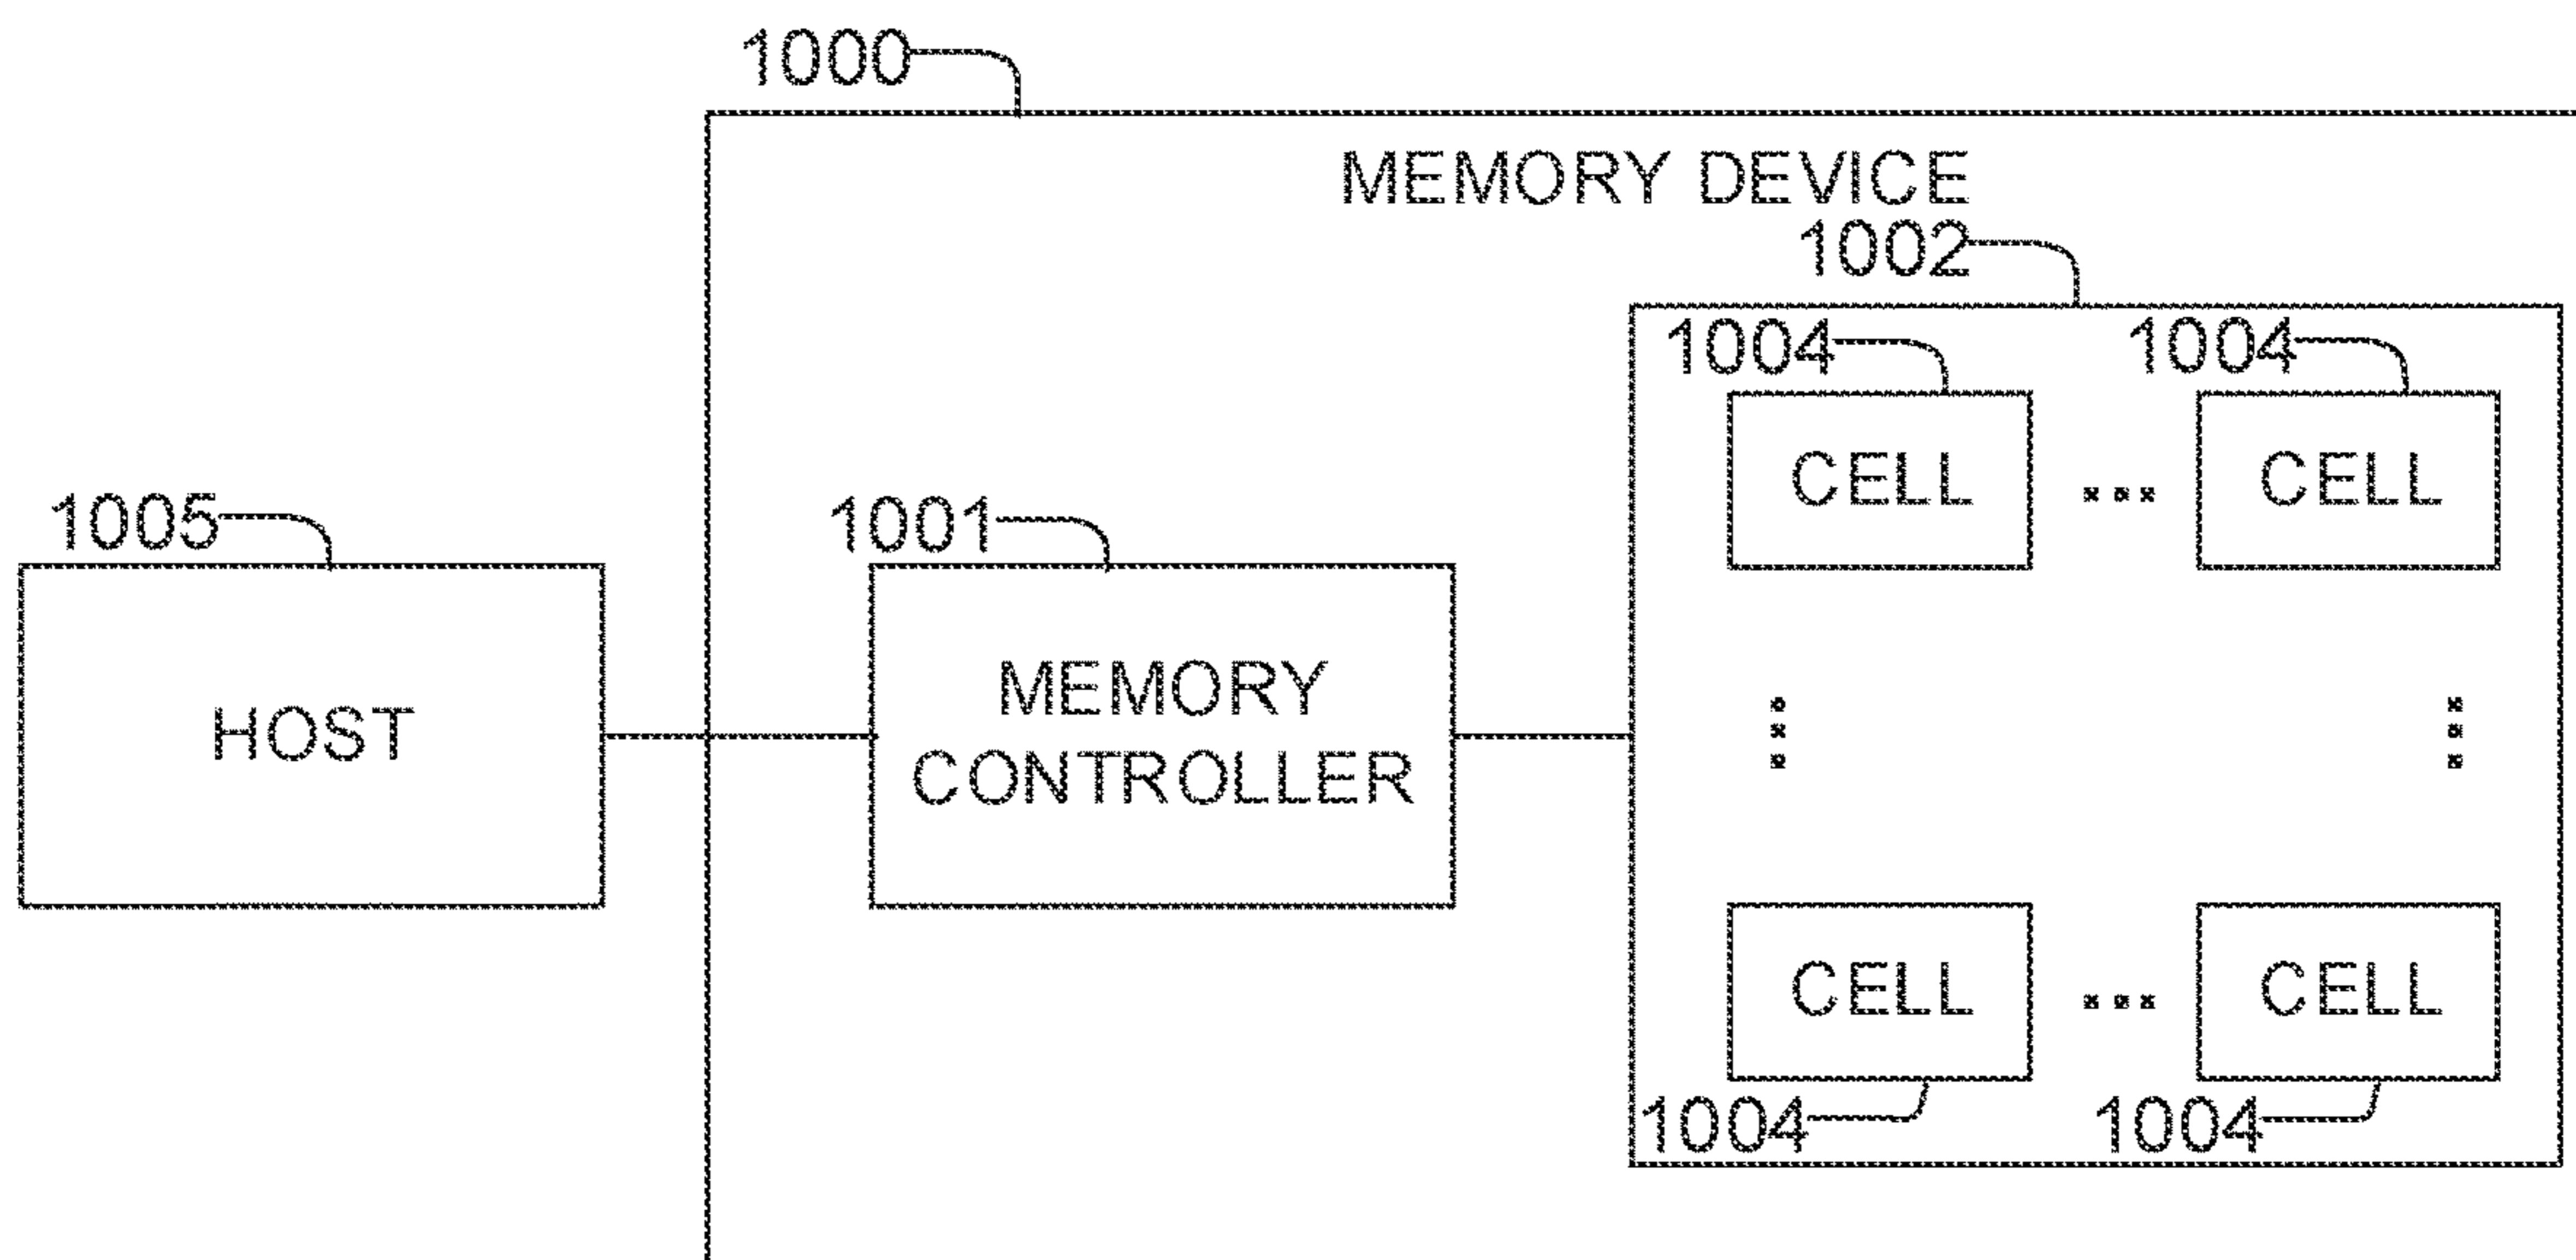 1000
MEMORY DEVICE
1002
1004 1004
CELL ... CELL
1005 1001
HOST
MEMORY
CONTROLLER
CELL ... CELL
1004 1004